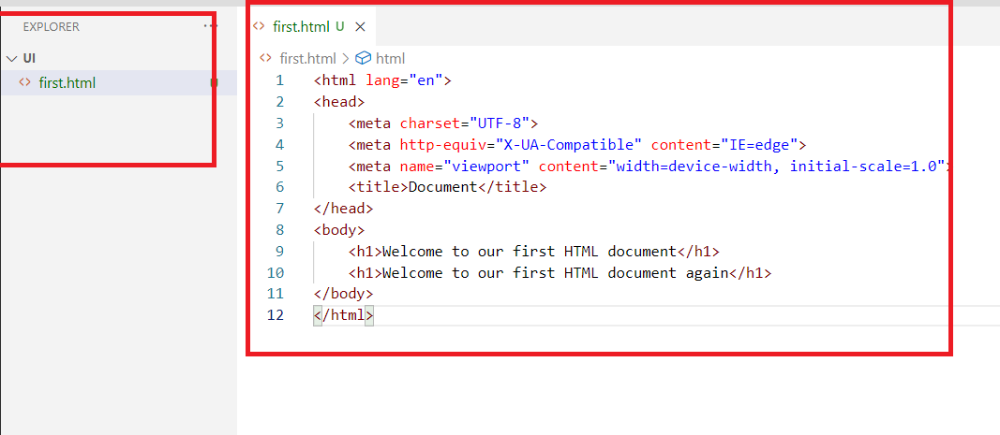 EXPLORER ...
UI
first.html
first.html U
first.html > html
1 <html lang="en">
2 <head>
3 <meta charset="UTF-8">
4 <meta http-equiv="X-UA-Compatible" content="IE=edge">
5 <meta name="viewport" content="width=device-width, initial-scale=1.0">
6 <title>Document</title>
7 </head>
8 <body>
9 <h1>Welcome to our first HTML document</h1>
10 <h1>Welcome to our first HTML document again</h1>
11 </body>
12 </html>